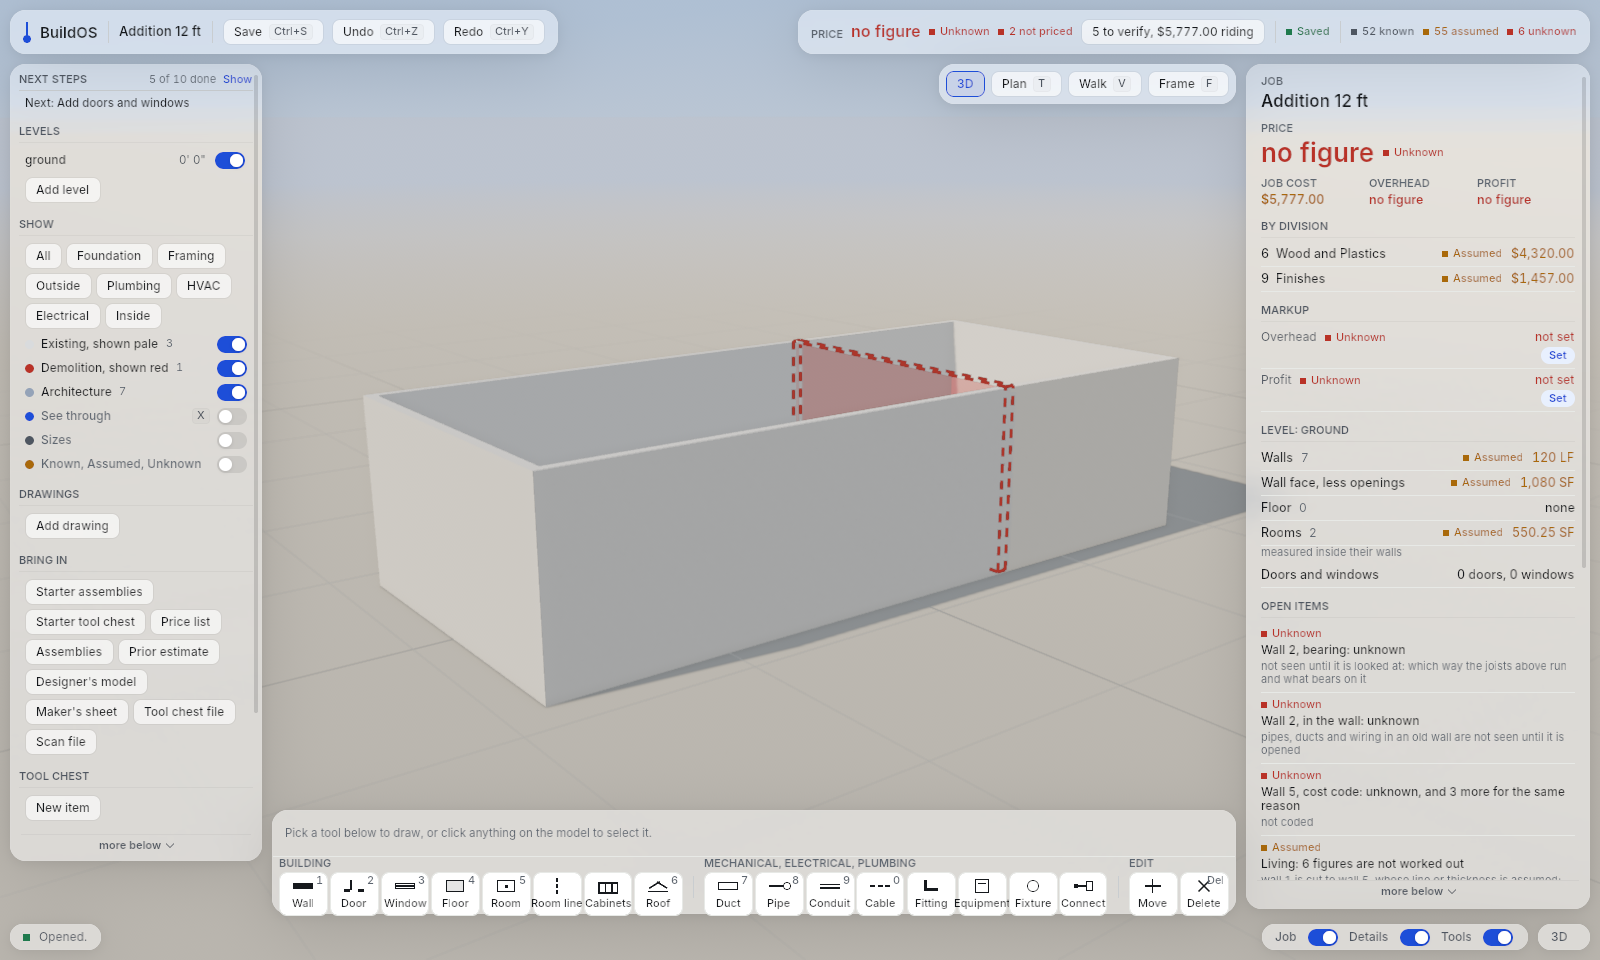 BuildOS Addition 12 ft Save Ctrl+S Undo Ctrl+Z Redo Ctrl+Y
PRICE no figure Unknown 2 not priced 5 to verify, $5,777.00 riding Saved 52 known 55 assumed 6 unknown
NEXT STEPS 5 of 10 done Show
Next: Add doors and windows
LEVELS
ground 0' 0"
Add level
SHOW
All Foundation Framing
Outside Plumbing HVAC
Electrical Inside
Existing, shown pale 3
Demolition, shown red 1
Architecture 7
See through X
Sizes
Known, Assumed, Unknown
DRAWINGS
Add drawing
BRING IN
Starter assemblies
Starter tool chest Price list
Assemblies Prior estimate
Designer's model
Maker's sheet Tool chest file
Scan file
TOOL CHEST
New item
more below
Opened.
3D Plan T Walk V Frame F
Pick a tool below to draw, or click anything on the model to select it.
BUILDING MECHANICAL, ELECTRICAL, PLUMBING EDIT
1 2 3 4 5 6 7 8 9 0 Del
Wall Door Window Floor Room Room line Cabinets Roof Duct Pipe Conduit Cable Fitting Equipment Fixture Connect Move Delete
JOB
Addition 12 ft
PRICE
no figure Unknown
JOB COST OVERHEAD PROFIT
$5,777.00 no figure no figure
BY DIVISION
6 Wood and Plastics Assumed $4,320.00
9 Finishes Assumed $1,457.00
MARKUP
Overhead Unknown not set
Set
Profit Unknown not set
Set
LEVEL: GROUND
Walls 7 Assumed 120 LF
Wall face, less openings Assumed 1,080 SF
Floor 0 none
Rooms 2 Assumed 550.25 SF
measured inside their walls
Doors and windows 0 doors, 0 windows
OPEN ITEMS
Unknown
Wall 2, bearing: unknown
not seen until it is looked at: which way the joists above run
and what bears on it
Unknown
Wall 2, in the wall: unknown
pipes, ducts and wiring in an old wall are not seen until it is
opened
Unknown
Wall 5, cost code: unknown, and 3 more for the same
reason
not coded
Assumed
Living: 6 figures are not worked out
wall 1 is cut to wall 5, whose line or thickness is assumed;
more below
Job Details Tools 3D